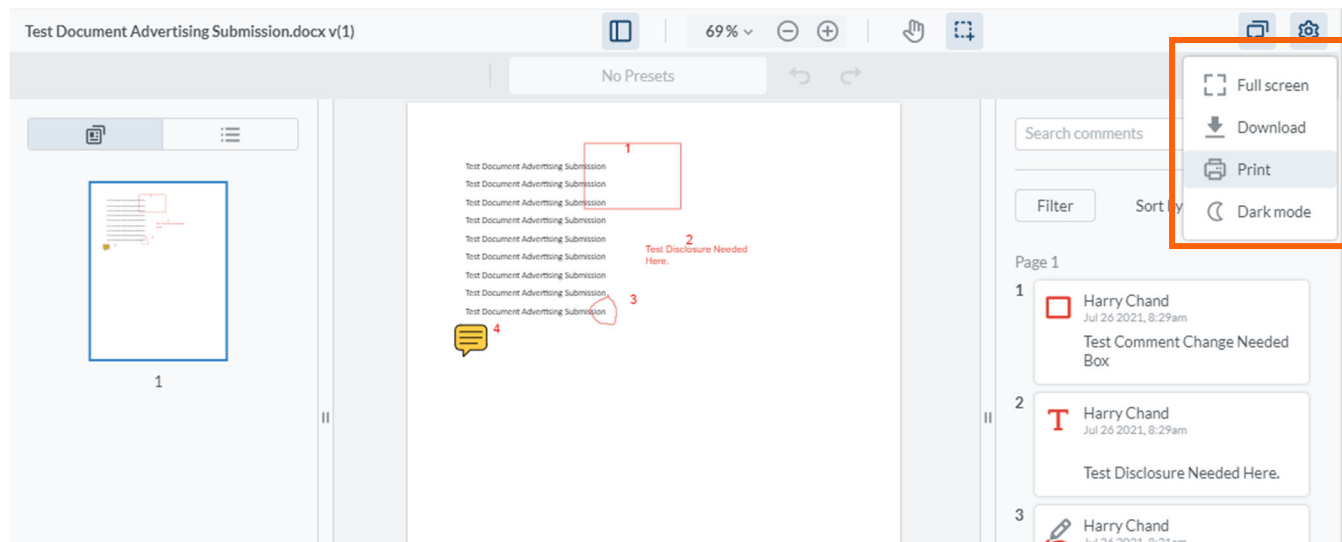 Test Document Advertising Submission.docx v(1)
69%
No Presets
Full screen
Download
Print
Dark mode
1
Test Document Advertising Submission
Test Document Advertising Submission
Test Document Advertising Submission
Test Document Advertising Submission
Test Document Advertising Submission
Test Document Advertising Submission
Test Document Advertising Submission
Test Document Advertising Submission
Test Document Advertising Submission
1
2
Test Disclosure Needed
Here.
3
4
Search comments
Filter
Sort by
Page 1
1
Harry Chand
Jul 26 2021, 8:29am
Test Comment Change Needed
Box
2
Harry Chand
Jul 26 2021, 8:29am
Test Disclosure Needed Here.
3
Harry Chand
Jul 26 2021, 8:31am